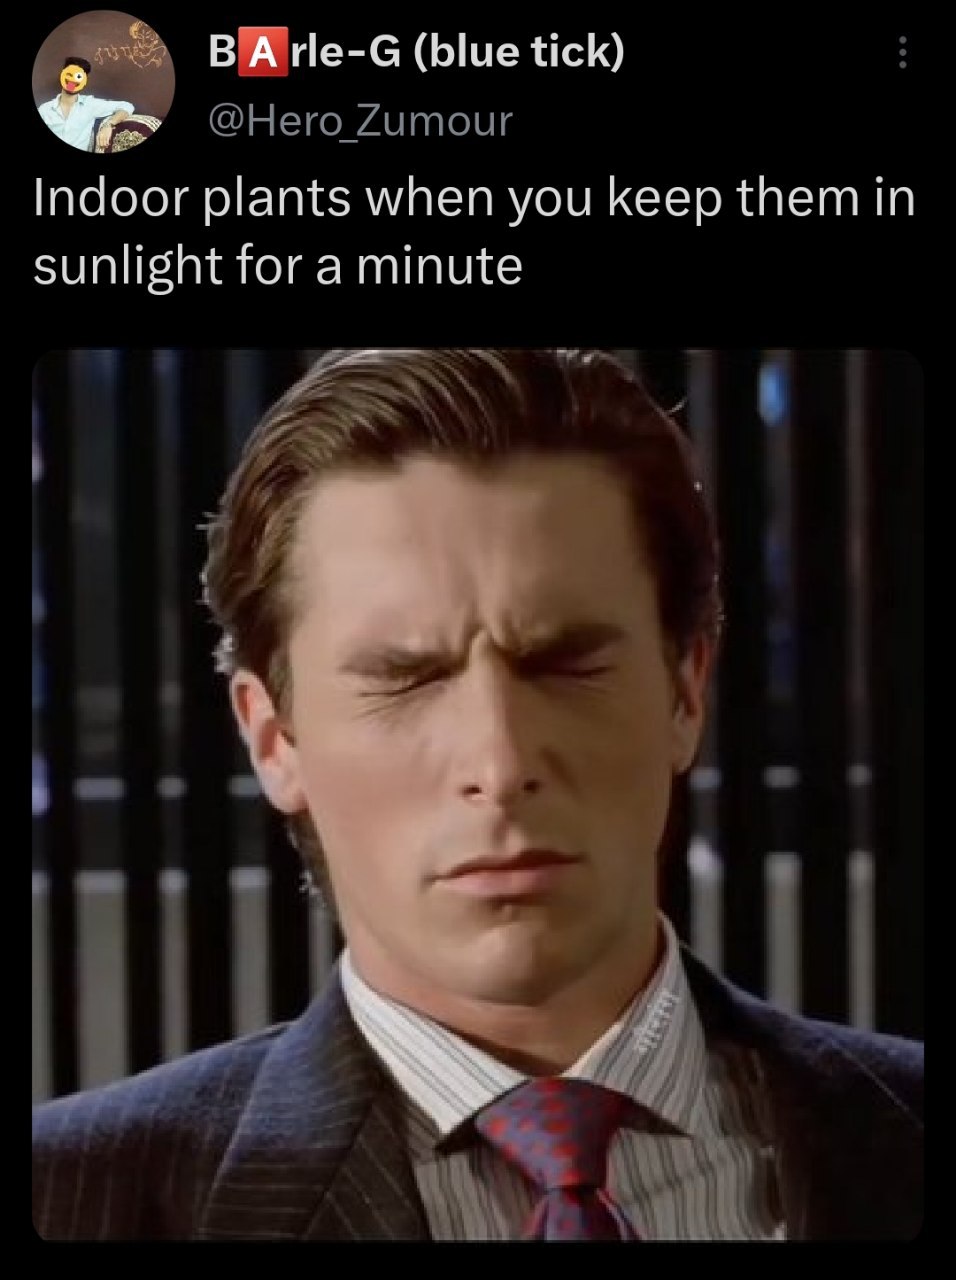 B🅰️rle-G (blue tick)
@Hero_Zumour
Indoor plants when you keep them in
sunlight for a minute